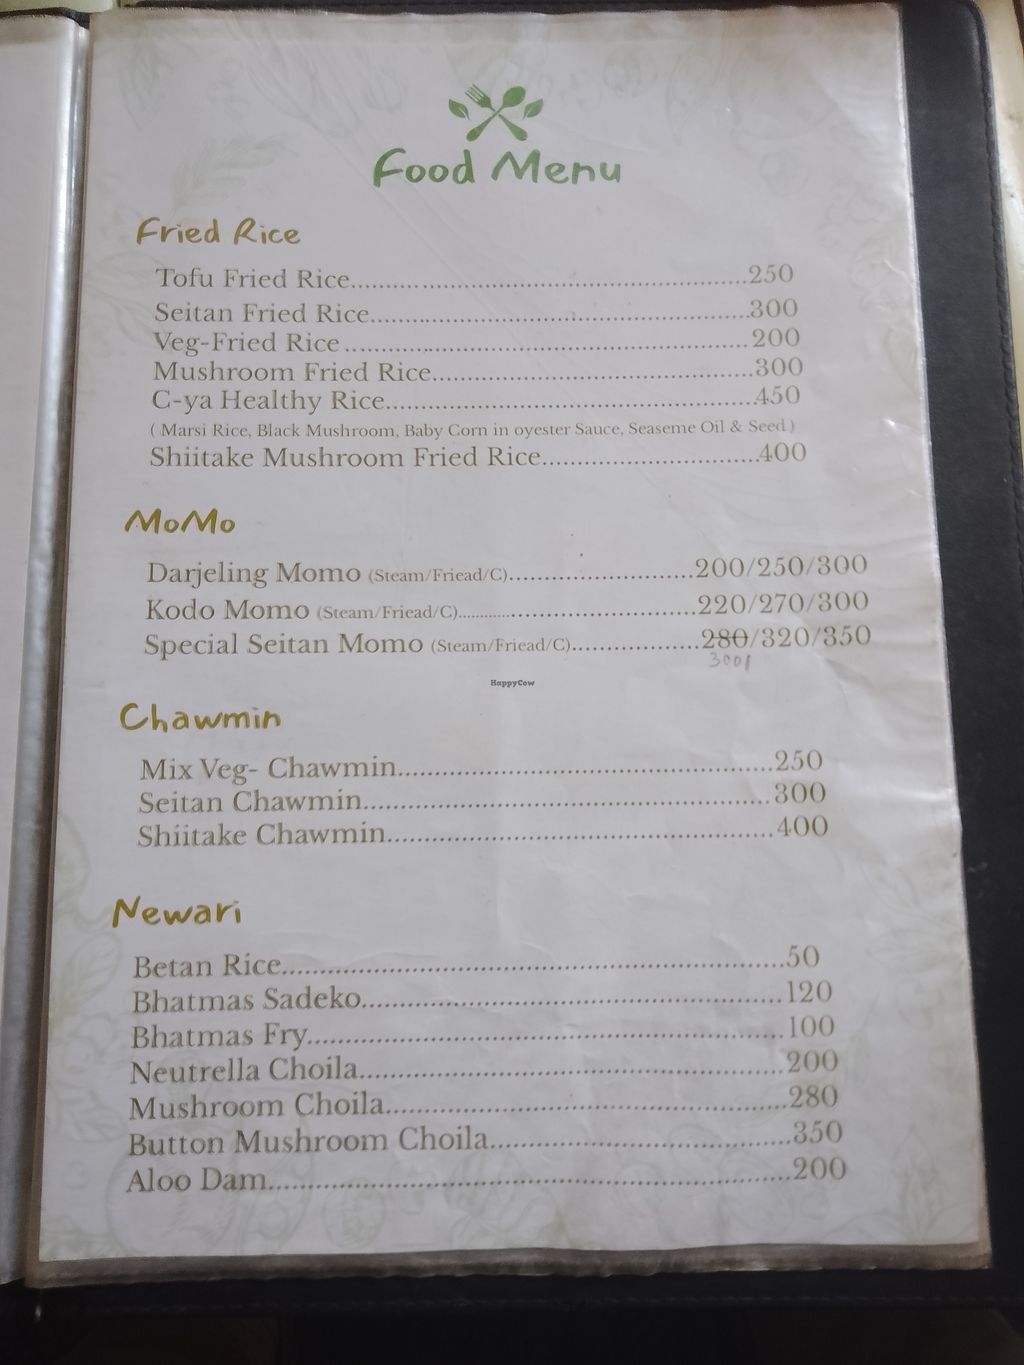 Food Menu
Fried Rice
Tofu Fried Rice..........................................................250
Seitan Fried Rice........................................................300
Veg-Fried Rice ..........................................................200
Mushroom Fried Rice...............................................300
C-ya Healthy Rice.....................................................450
( Marsi Rice, Black Mushroom, Baby Corn in oyester Sauce, Seaseme Oil & Seed )
Shiitake Mushroom Fried Rice................................400
MoMo
Darjeling Momo (Steam/Friead/C)...........................200/250/300
Kodo Momo (Steam/Friead/C)....................................220/270/300
Special Seitan Momo (Steam/Friead/C)..................280/320/350
300/
HappyCow
Chawmin
Mix Veg- Chawmin.......................................................250
Seitan Chawmin............................................................300
Shiitake Chawmin........................................................400
Newari
Betan Rice.......................................................................50
Bhatmas Sadeko............................................................120
Bhatmas Fry...................................................................100
Neutrella Choila............................................................200
Mushroom Choila..........................................................280
Button Mushroom Choila............................................350
Aloo Dam.........................................................................200